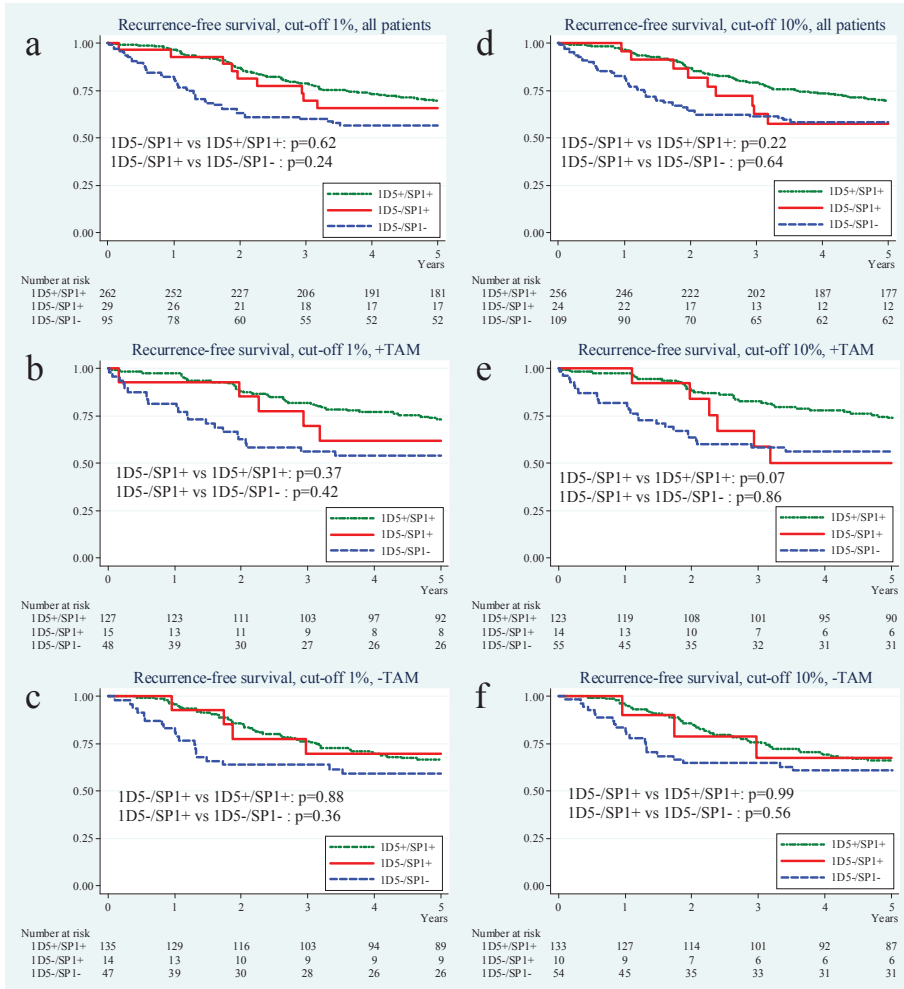 a
Recurrence-free survival, cut-off 1%, all patients
1.00
0.75
0.50
0.25
0.00
1D5-/SP1+ vs 1D5+/SP1+: p=0.62
1D5-/SP1+ vs 1D5-/SP1- : p=0.24
1D5+/SP1+
1D5-/SP1+
1D5-/SP1-
0 1 2 3 4 5
Years
Number at risk
1D5+/SP1+ 262 252 227 206 191 181
1D5-/SP1+ 29 26 21 18 17 17
1D5-/SP1- 95 78 60 55 52 52
d
Recurrence-free survival, cut-off 10%, all patients
1.00
0.75
0.50
0.25
0.00
1D5-/SP1+ vs 1D5+/SP1+: p=0.22
1D5-/SP1+ vs 1D5-/SP1- : p=0.64
1D5+/SP1+
1D5-/SP1+
1D5-/SP1-
0 1 2 3 4 5
Years
Number at risk
1D5+/SP1+ 256 246 222 202 187 177
1D5-/SP1+ 24 22 17 13 12 12
1D5-/SP1- 109 90 70 65 62 62
b
Recurrence-free survival, cut-off 1%, +TAM
1.00
0.75
0.50
0.25
0.00
1D5-/SP1+ vs 1D5+/SP1+: p=0.37
1D5-/SP1+ vs 1D5-/SP1- : p=0.42
1D5+/SP1+
1D5-/SP1+
1D5-/SP1-
0 1 2 3 4 5
Years
Number at risk
1D5+/SP1+ 127 123 111 103 97 92
1D5-/SP1+ 15 13 11 9 8 8
1D5-/SP1- 48 39 30 27 26 26
e
Recurrence-free survival, cut-off 10%, +TAM
1.00
0.75
0.50
0.25
0.00
1D5-/SP1+ vs 1D5+/SP1+: p=0.07
1D5-/SP1+ vs 1D5-/SP1- : p=0.86
1D5+/SP1+
1D5-/SP1+
1D5-/SP1-
0 1 2 3 4 5
Years
Number at risk
1D5+/SP1+ 123 119 108 101 95 90
1D5-/SP1+ 14 13 10 7 6 6
1D5-/SP1- 55 45 35 32 31 31
c
Recurrence-free survival, cut-off 1%, -TAM
1.00
0.75
0.50
0.25
0.00
1D5-/SP1+ vs 1D5+/SP1+: p=0.88
1D5-/SP1+ vs 1D5-/SP1- : p=0.36
1D5+/SP1+
1D5-/SP1+
1D5-/SP1-
0 1 2 3 4 5
Years
Number at risk
1D5+/SP1+ 135 129 116 103 94 89
1D5-/SP1+ 14 13 10 9 9 9
1D5-/SP1- 47 39 30 28 26 26
f
Recurrence-free survival, cut-off 10%, -TAM
1.00
0.75
0.50
0.25
0.00
1D5-/SP1+ vs 1D5+/SP1+: p=0.99
1D5-/SP1+ vs 1D5-/SP1- : p=0.56
1D5+/SP1+
1D5-/SP1+
1D5-/SP1-
0 1 2 3 4 5
Years
Number at risk
1D5+/SP1+ 133 127 114 101 92 87
1D5-/SP1+ 10 9 7 6 6 6
1D5-/SP1- 54 45 35 33 31 31